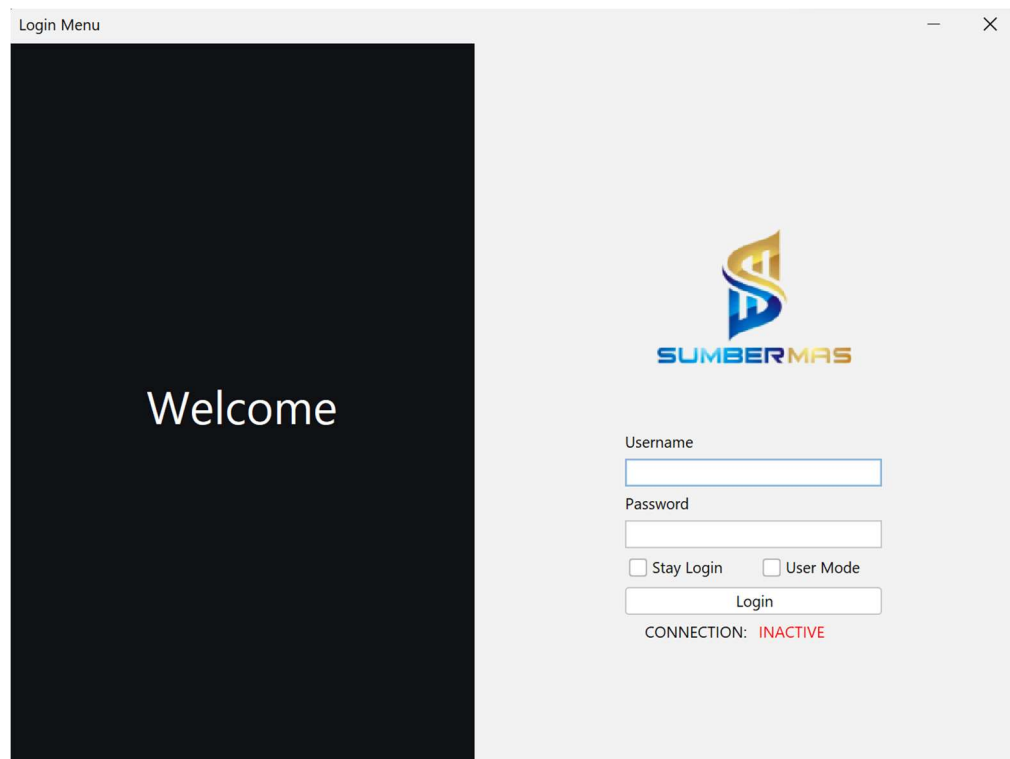 Login Menu
Welcome
SUMBERMAS
Username
Password
Stay Login User Mode
Login
CONNECTION: INACTIVE